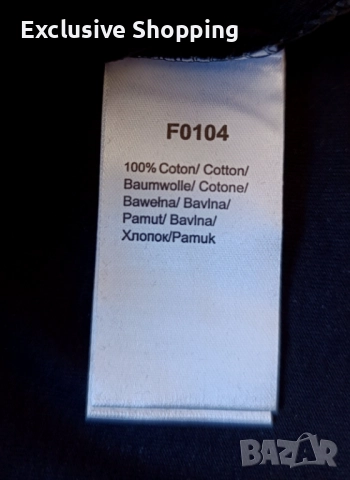 Exclusive Shopping
F0104
100% Coton/ Cotton/
Baumwolle/ Cotone/
Bawełna/ Bavlna/
Pamut/ Bavlna/
Хлопок/Pamuk
BAZAR